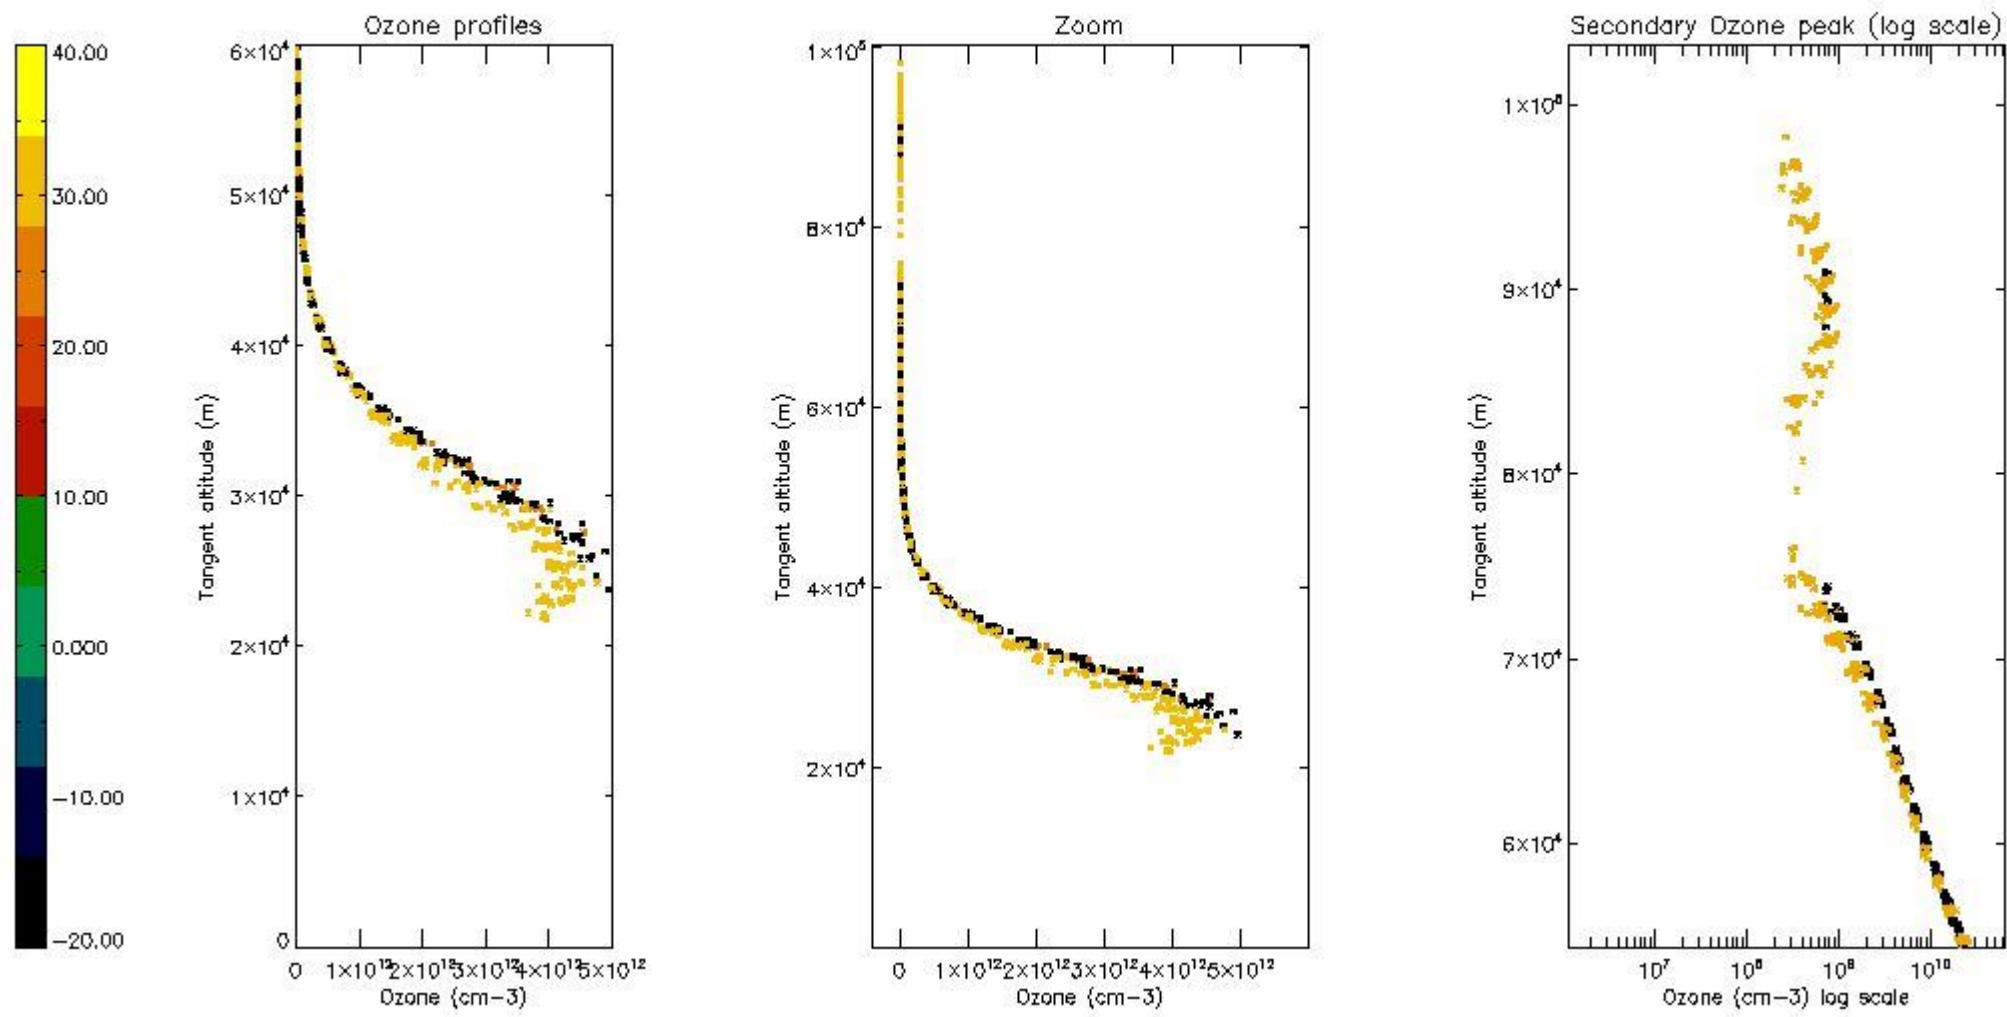 Ozone profiles
Zoom
Secondary Ozone peak (log scale)
40.00
30.00
20.00
10.00
0.000
-10.00
-20.00
6×10⁴
5×10⁴
4×10⁴
3×10⁴
2×10⁴
1×10⁴
0
Tangent altitude (m)
0 1×10¹² 2×10¹² 3×10¹² 4×10¹² 5×10¹²
Ozone (cm-3)
1×10⁵
8×10⁴
6×10⁴
4×10⁴
2×10⁴
Tangent altitude (m)
0 1×10¹² 2×10¹² 3×10¹² 4×10¹² 5×10¹²
Ozone (cm-3)
9×10⁴
8×10⁴
7×10⁴
6×10⁴
Tangent altitude (m)
10⁷ 10¹⁰
Ozone (cm-3) log scale